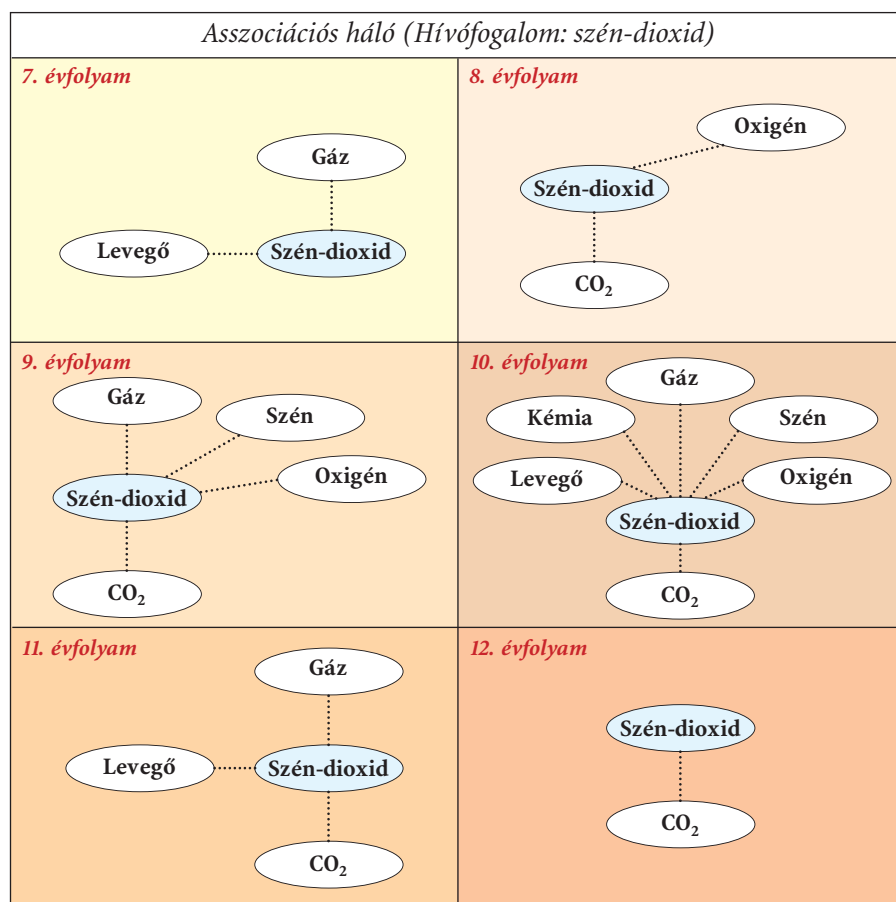 Asszociációs háló (Hívófogalom: szén-dioxid)
7. évfolyam
Gáz
Levegő
Szén-dioxid
8. évfolyam
Oxigén
Szén-dioxid
CO₂
9. évfolyam
Gáz
Szén
Oxigén
Szén-dioxid
CO₂
10. évfolyam
Gáz
Kémia
Szén
Levegő
Oxigén
Szén-dioxid
CO₂
11. évfolyam
Gáz
Levegő
Szén-dioxid
CO₂
12. évfolyam
Szén-dioxid
CO₂